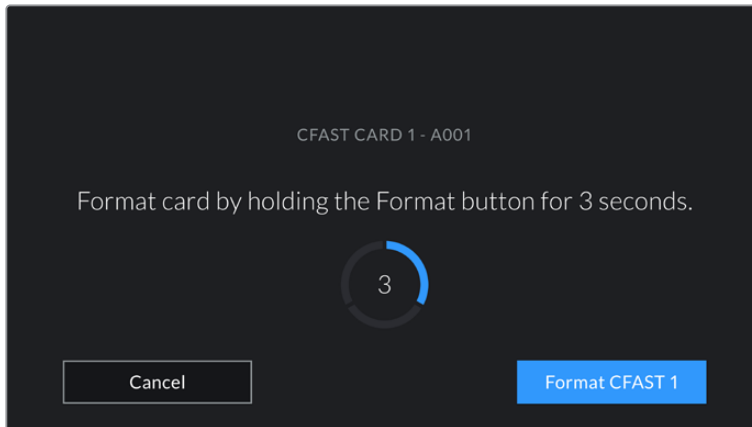 CFAST CARD 1 - A001
Format card by holding the Format button for 3 seconds.
3
Cancel
Format CFAST 1